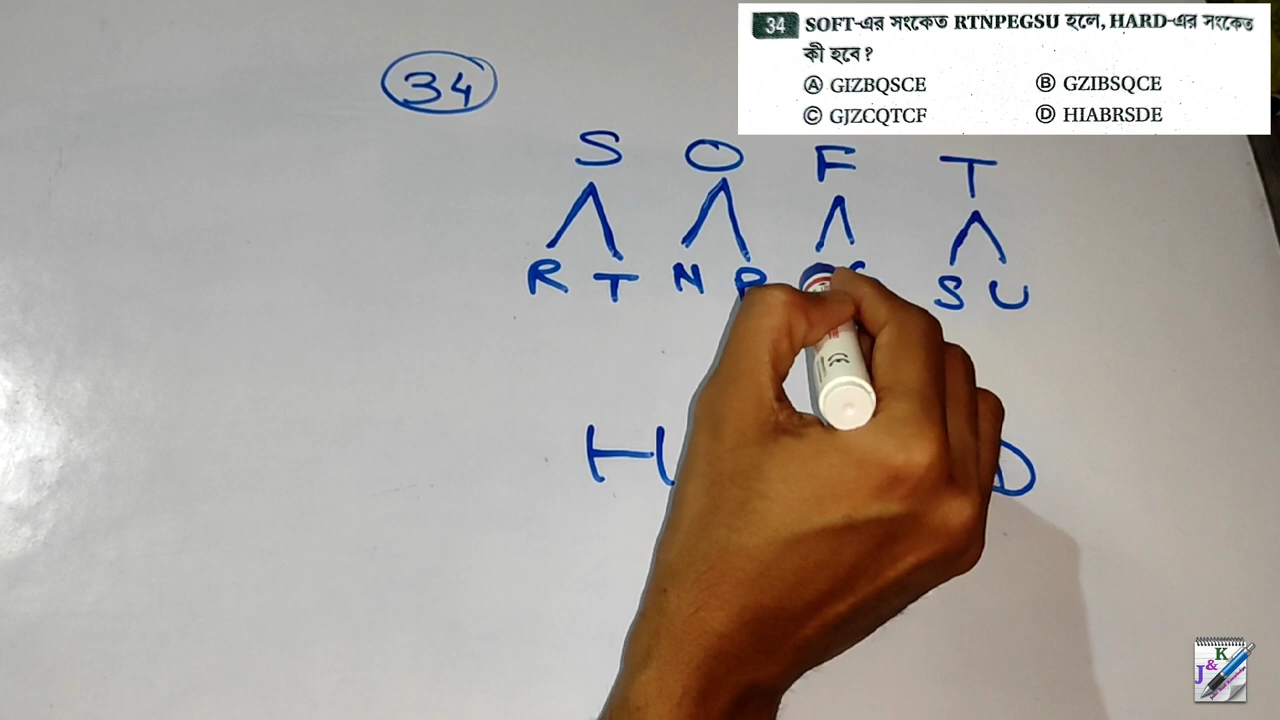 34 SOFT-এর সংকেত RTNPEGSU হলে, HARD-এর সংকেত
কী হবে ?
Ⓐ GIZBQSCE Ⓑ GZIBSQCE
Ⓒ GJZCQTCF Ⓓ HIABRSDE
34
S O F T
R T N P S U
H D
J & K